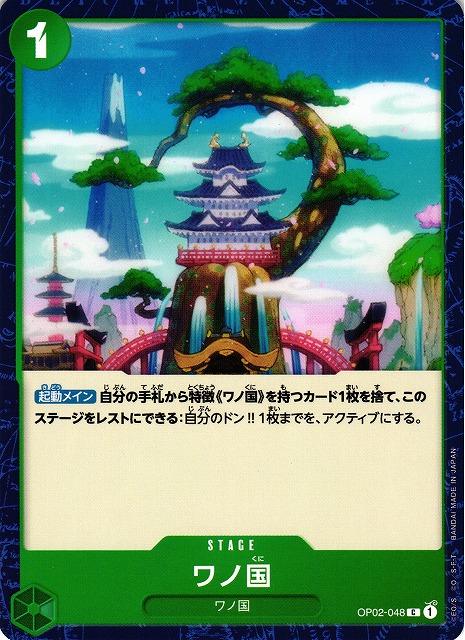 1
起動メイン 自分の手札から特徴《ワノ国》を持つカード1枚を捨て、この
ステージをレストにできる：自分のドン!!1枚までを、アクティブにする。
STAGE
ワノ国
ワノ国
OP02-048 C 1
BANDAI MADE IN JAPAN